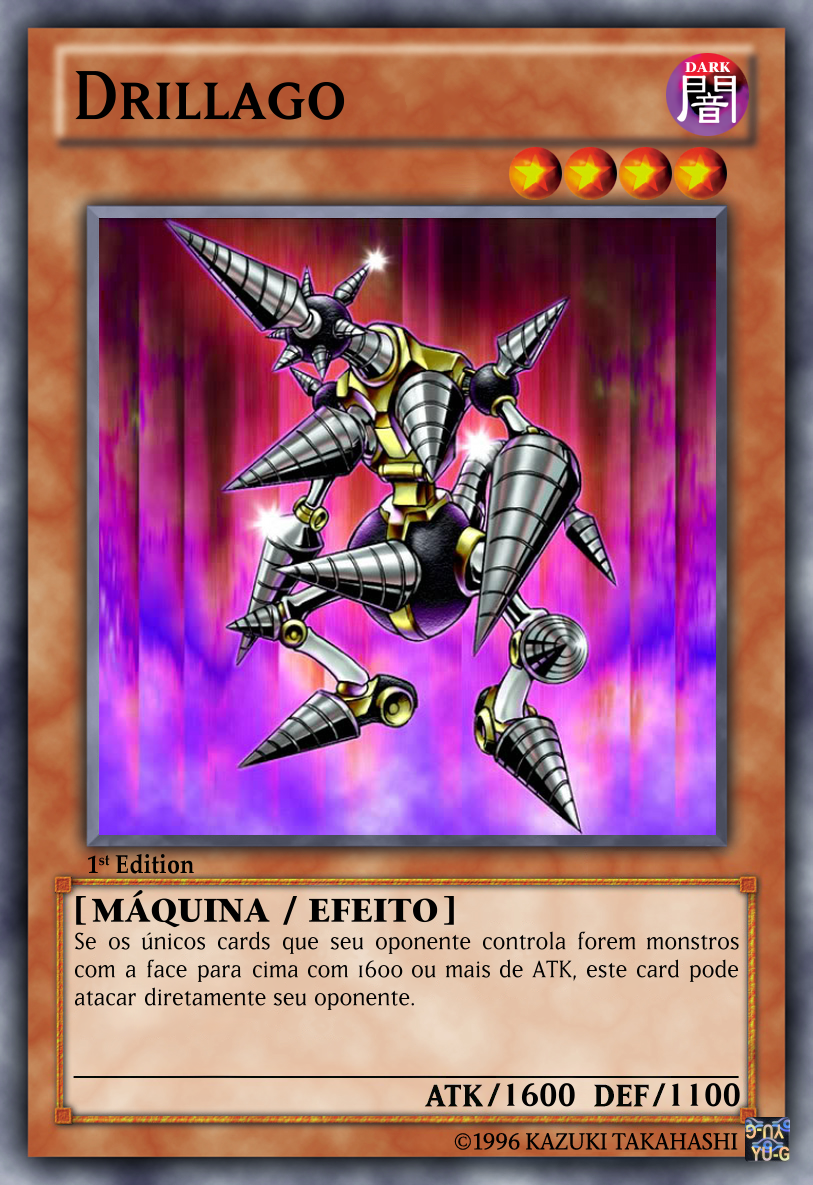 DRILLAGO
DARK
闇
1st Edition
[MÁQUINA / EFEITO]
Se os únicos cards que seu oponente controla forem monstros
com a face para cima com 1600 ou mais de ATK, este card pode
atacar diretamente seu oponente.
ATK/1600 DEF/1100
©1996 KAZUKI TAKAHASHI
YU-G
YU-G